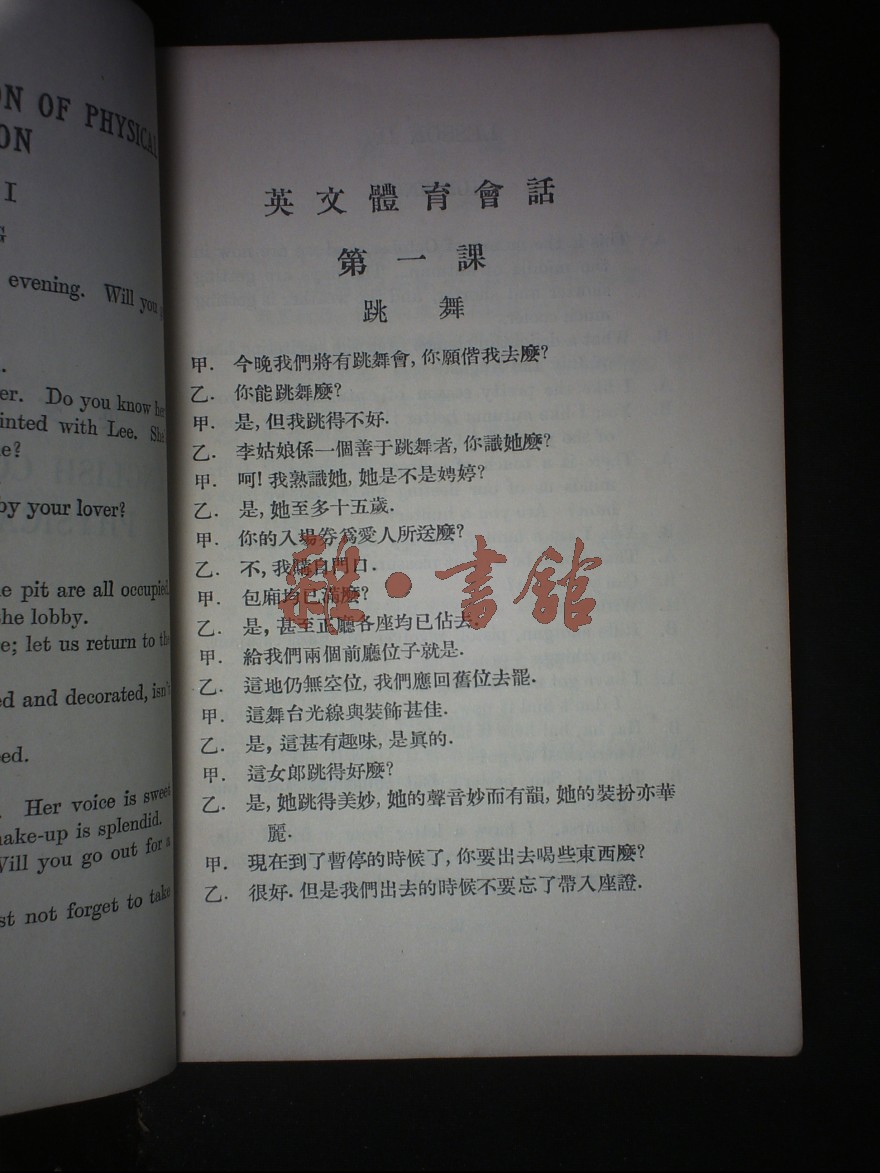 ON OF PHYSICAL
ON
I
G
evening. Will you
.
er. Do you know her
inted with Lee. She
e?
by your lover?
e pit are all occupied,
she lobby.
e; let us return to the
ed and decorated, isn't
ed.
. Her voice is sweet
make-up is splendid.
Will you go out for a
st not forget to take
英文體育會話
第一課
跳舞
甲. 今晚我們將有跳舞會, 你願偕我去麼?
乙. 你能跳舞麼?
甲. 是, 但我跳得不好.
乙. 李姑娘係一個善于跳舞者, 你識她麼?
甲. 呵! 我熟識她, 她是不是娉婷?
乙. 是, 她至多十五歲.
甲. 你的入場券爲愛人所送麼?
乙. 不, 我購自門口.
甲. 包廂均已滿麼?
乙. 是, 甚至正廳各座均已佔去.
甲. 給我們兩個前廳位子就是.
乙. 這地仍無空位, 我們應回舊位去罷.
甲. 這舞台光線與裝飾甚佳.
乙. 是, 這甚有趣味, 是眞的.
甲. 這女郎跳得好麼?
乙. 是, 她跳得美妙, 她的聲音妙而有韻, 她的裝扮亦華
麗.
甲. 現在到了暫停的時候了, 你要出去喝些東西麼?
乙. 很好. 但是我們出去的時候不要忘了帶入座證.
雜·書館